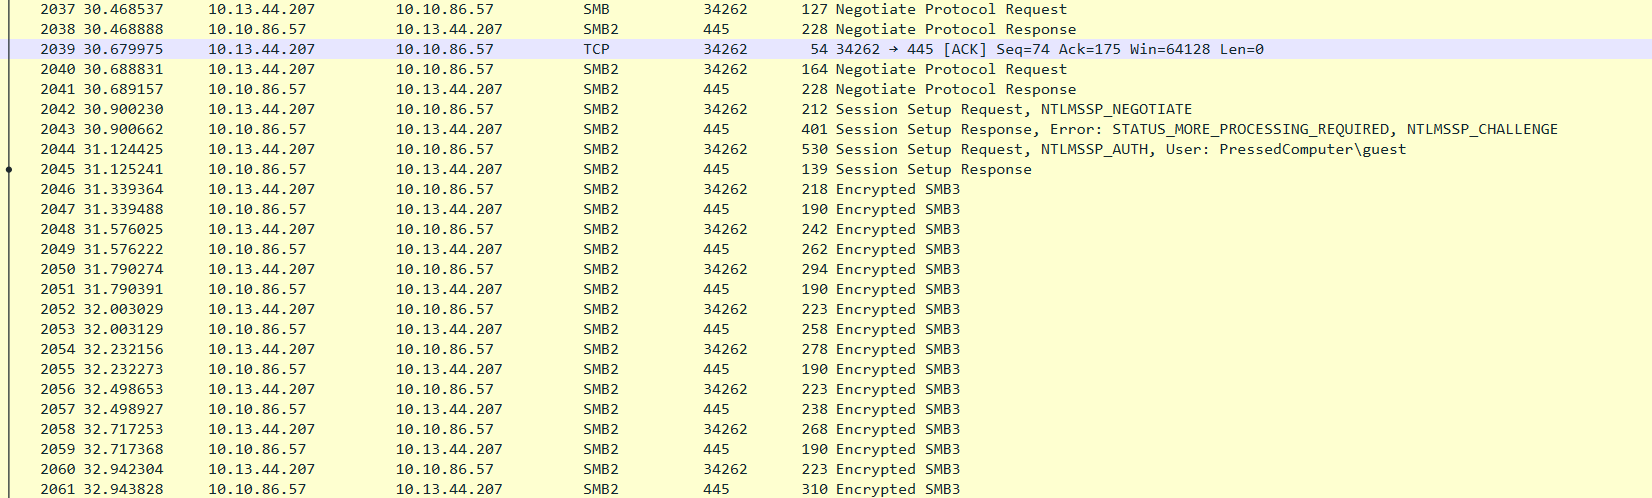 2037 30.468537 10.13.44.207 10.10.86.57 SMB 34262 127 Negotiate Protocol Request
2038 30.468888 10.10.86.57 10.13.44.207 SMB2 445 228 Negotiate Protocol Response
2039 30.679975 10.13.44.207 10.10.86.57 TCP 34262 54 34262 → 445 [ACK] Seq=74 Ack=175 Win=64128 Len=0
2040 30.688831 10.13.44.207 10.10.86.57 SMB2 34262 164 Negotiate Protocol Request
2041 30.689157 10.10.86.57 10.13.44.207 SMB2 445 228 Negotiate Protocol Response
2042 30.900230 10.13.44.207 10.10.86.57 SMB2 34262 212 Session Setup Request, NTLMSSP_NEGOTIATE
2043 30.900662 10.10.86.57 10.13.44.207 SMB2 445 401 Session Setup Response, Error: STATUS_MORE_PROCESSING_REQUIRED, NTLMSSP_CHALLENGE
2044 31.124425 10.13.44.207 10.10.86.57 SMB2 34262 530 Session Setup Request, NTLMSSP_AUTH, User: PressedComputer\guest
2045 31.125241 10.10.86.57 10.13.44.207 SMB2 445 139 Session Setup Response
2046 31.339364 10.13.44.207 10.10.86.57 SMB2 34262 218 Encrypted SMB3
2047 31.339488 10.10.86.57 10.13.44.207 SMB2 445 190 Encrypted SMB3
2048 31.576025 10.13.44.207 10.10.86.57 SMB2 34262 242 Encrypted SMB3
2049 31.576222 10.10.86.57 10.13.44.207 SMB2 445 262 Encrypted SMB3
2050 31.790274 10.13.44.207 10.10.86.57 SMB2 34262 294 Encrypted SMB3
2051 31.790391 10.10.86.57 10.13.44.207 SMB2 445 190 Encrypted SMB3
2052 32.003029 10.13.44.207 10.10.86.57 SMB2 34262 223 Encrypted SMB3
2053 32.003129 10.10.86.57 10.13.44.207 SMB2 445 258 Encrypted SMB3
2054 32.232156 10.13.44.207 10.10.86.57 SMB2 34262 278 Encrypted SMB3
2055 32.232273 10.10.86.57 10.13.44.207 SMB2 445 190 Encrypted SMB3
2056 32.498653 10.13.44.207 10.10.86.57 SMB2 34262 223 Encrypted SMB3
2057 32.498927 10.10.86.57 10.13.44.207 SMB2 445 238 Encrypted SMB3
2058 32.717253 10.13.44.207 10.10.86.57 SMB2 34262 268 Encrypted SMB3
2059 32.717368 10.10.86.57 10.13.44.207 SMB2 445 190 Encrypted SMB3
2060 32.942304 10.13.44.207 10.10.86.57 SMB2 34262 223 Encrypted SMB3
2061 32.943828 10.10.86.57 10.13.44.207 SMB2 445 310 Encrypted SMB3